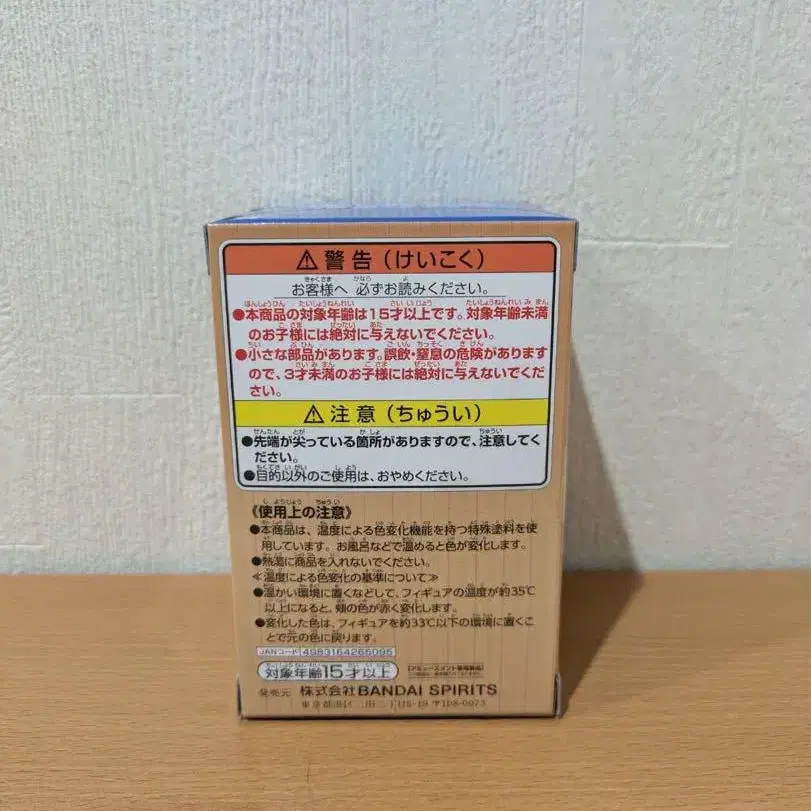 ⚠ 警告（けいこく）
お客様へ 必ずお読みください。
●本商品の対象年齢は15才以上です。対象年齢未満
のお子様には絶対に与えないでください。
●小さな部品があります。誤飲・窒息の危険があります
ので、3才未満のお子様には絶対に与えないでくだ
さい。
⚠ 注意（ちゅうい）
●先端が尖っている箇所がありますので、注意してく
ださい。
●目的以外のご使用は、おやめください。
《使用上の注意》
●本商品は、温度による色変化機能を持つ特殊塗料を使
用しています。お風呂などで温めると色が変化します。
●熱湯に商品を入れないでください。
≪温度による色変化の基準について≫
●温かい環境に置くなどして、フィギュアの温度が約35℃
以上になると、頬の色が赤く変化します。
●変化した色は、フィギュアを約33℃以下の環境に置くこ
とで元の色に戻ります。
JANコード 4983164265095
対象年齢15才以上
発売元 株式会社BANDAI SPIRITS